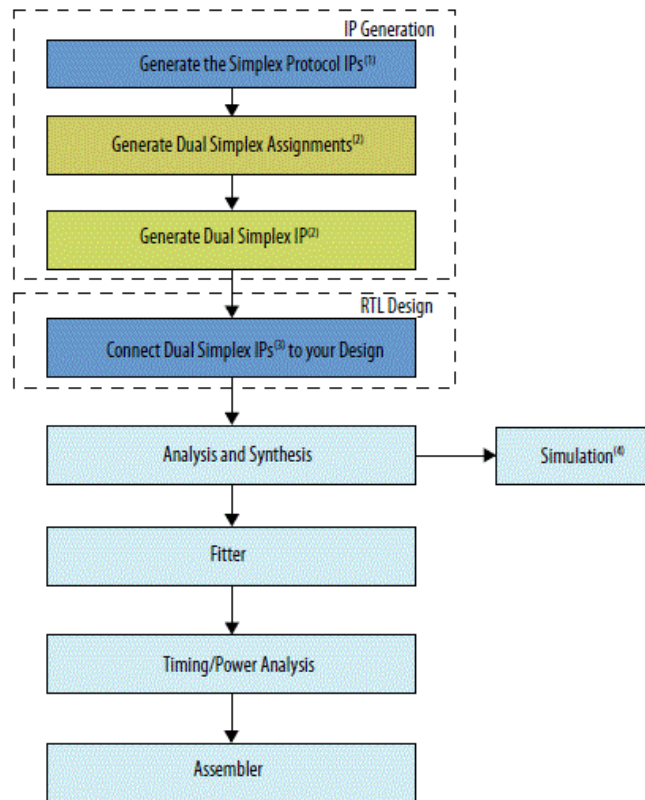 IP Generation
Generate the Simplex Protocol IPs(1)
Generate Dual Simplex Assignments(2)
Generate Dual Simplex IP(2)
RTL Design
Connect Dual Simplex IPs(3) to your Design
Analysis and Synthesis
Simulation(4)
Fitter
Timing/Power Analysis
Assembler